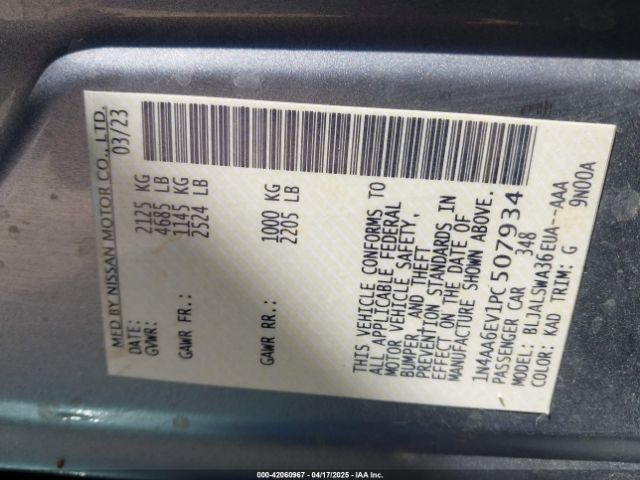 MFD BY NISSAN MOTOR CO.,LTD.
DATE: 03/23
GVWR: 2125 KG
4685 LB
GAWR FR.: 1145 KG
2524 LB
GAWR RR.: 1000 KG
2205 LB
THIS VEHICLE CONFORMS TO
ALL APPLICABLE FEDERAL
MOTOR VEHICLE SAFETY,
BUMPER, AND THEFT
PREVENTION STANDARDS IN
EFFECT ON THE DATE OF
MANUFACTURE SHOWN ABOVE.
1N4AA6EV1PC507934
PASSENGER CAR 348
MODEL: BLJALSWA36EUA--AAA
COLOR: KAD TRIM: G 9N00A
000-42060967 - 04/17/2025 - IAAI, Inc.